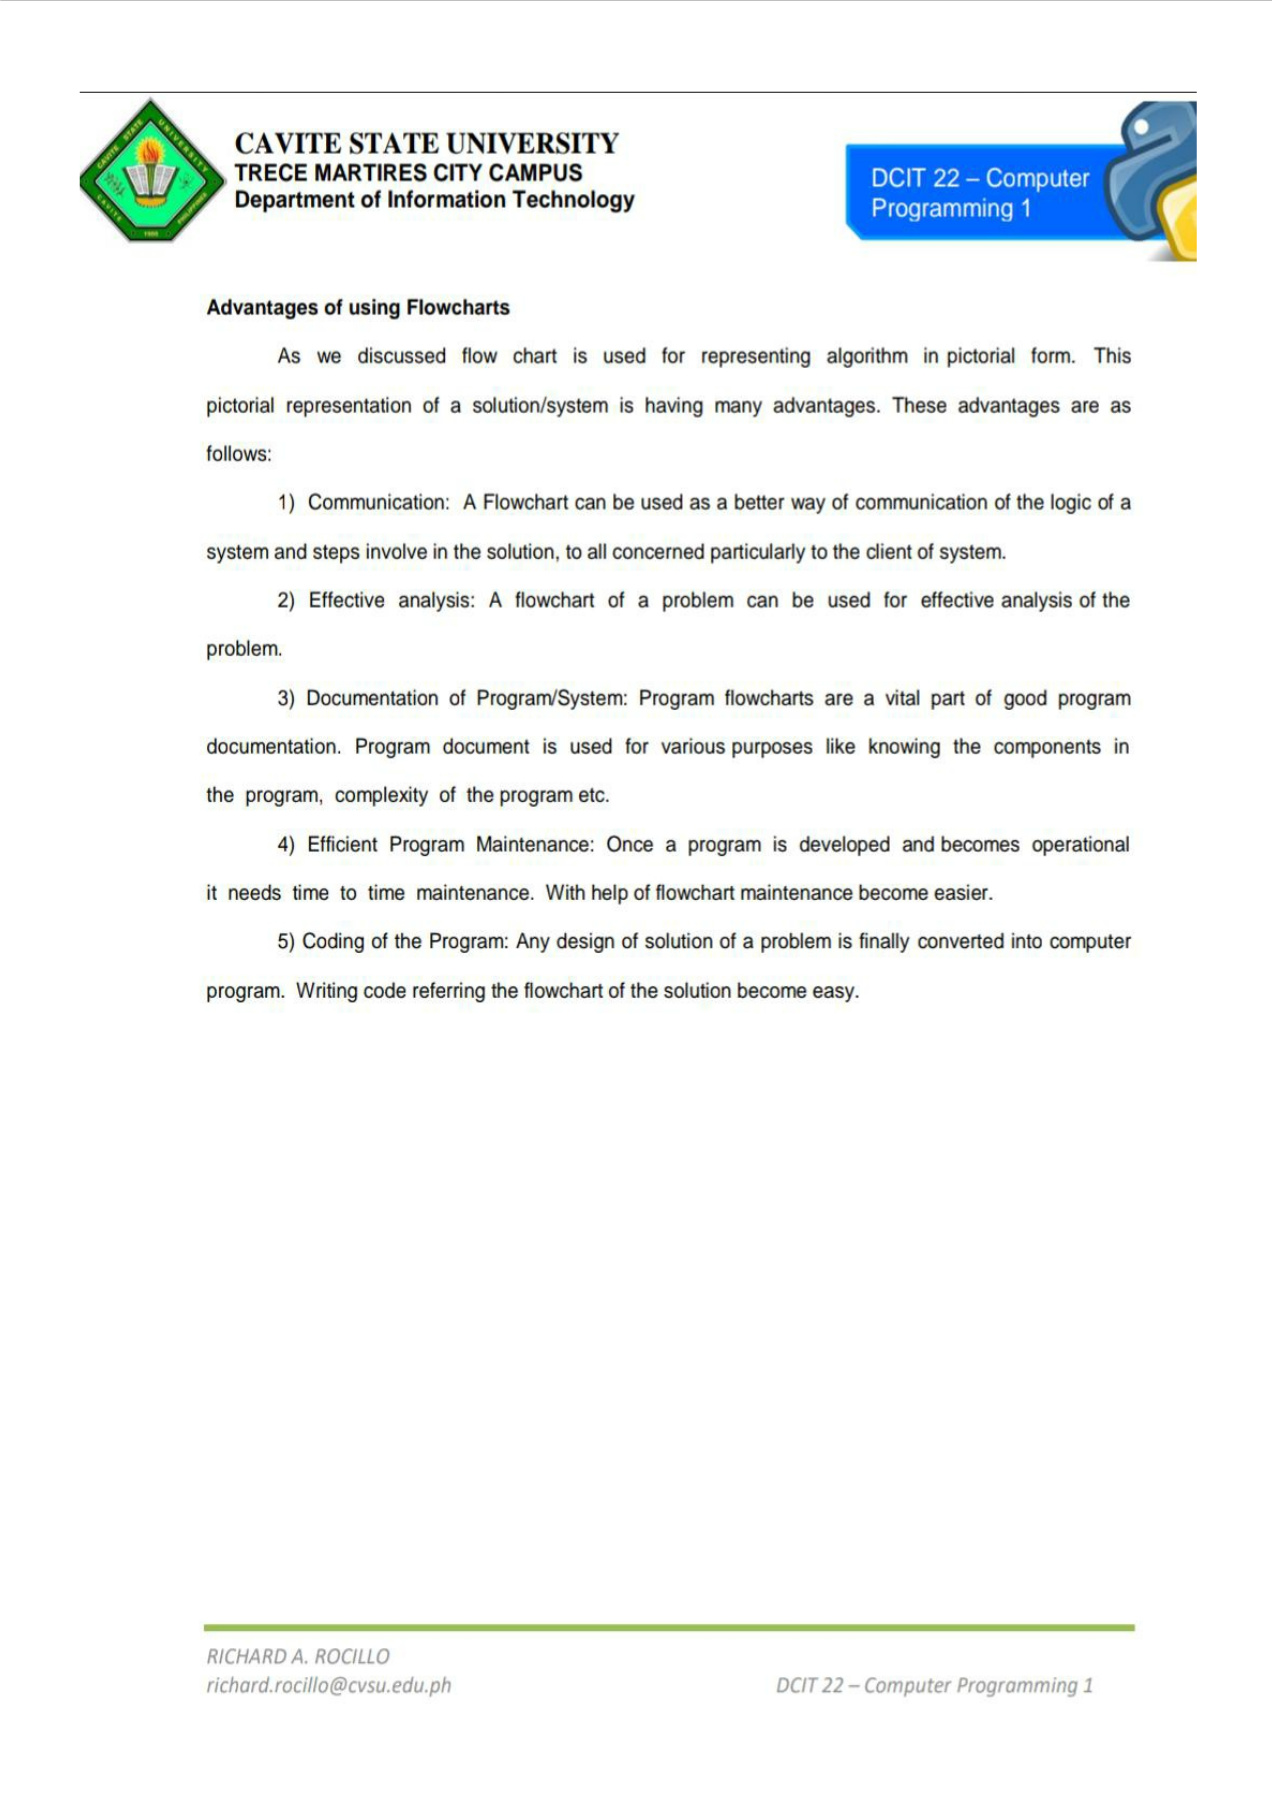 CAVITE STATE UNIVERSITY
TRECE MARTIRES CITY CAMPUS
Department of Information Technology
DCIT 22 – Computer
Programming 1
CAVITE STATE UNIVERSITY
CAVITE
PHILIPPINES
Advantages of using Flowcharts
As we discussed flow chart is used for representing algorithm in pictorial form. This
pictorial representation of a solution/system is having many advantages. These advantages are as
follows:
1) Communication: A Flowchart can be used as a better way of communication of the logic of a
system and steps involve in the solution, to all concerned particularly to the client of system.
2) Effective analysis: A flowchart of a problem can be used for effective analysis of the
problem.
3) Documentation of Program/System: Program flowcharts are a vital part of good program
documentation. Program document is used for various purposes like knowing the components in
the program, complexity of the program etc.
4) Efficient Program Maintenance: Once a program is developed and becomes operational
it needs time to time maintenance. With help of flowchart maintenance become easier.
5) Coding of the Program: Any design of solution of a problem is finally converted into computer
program. Writing code referring the flowchart of the solution become easy.
RICHARD A. ROCILLO
richard.rocillo@cvsu.edu.ph
DCIT 22 – Computer Programming 1